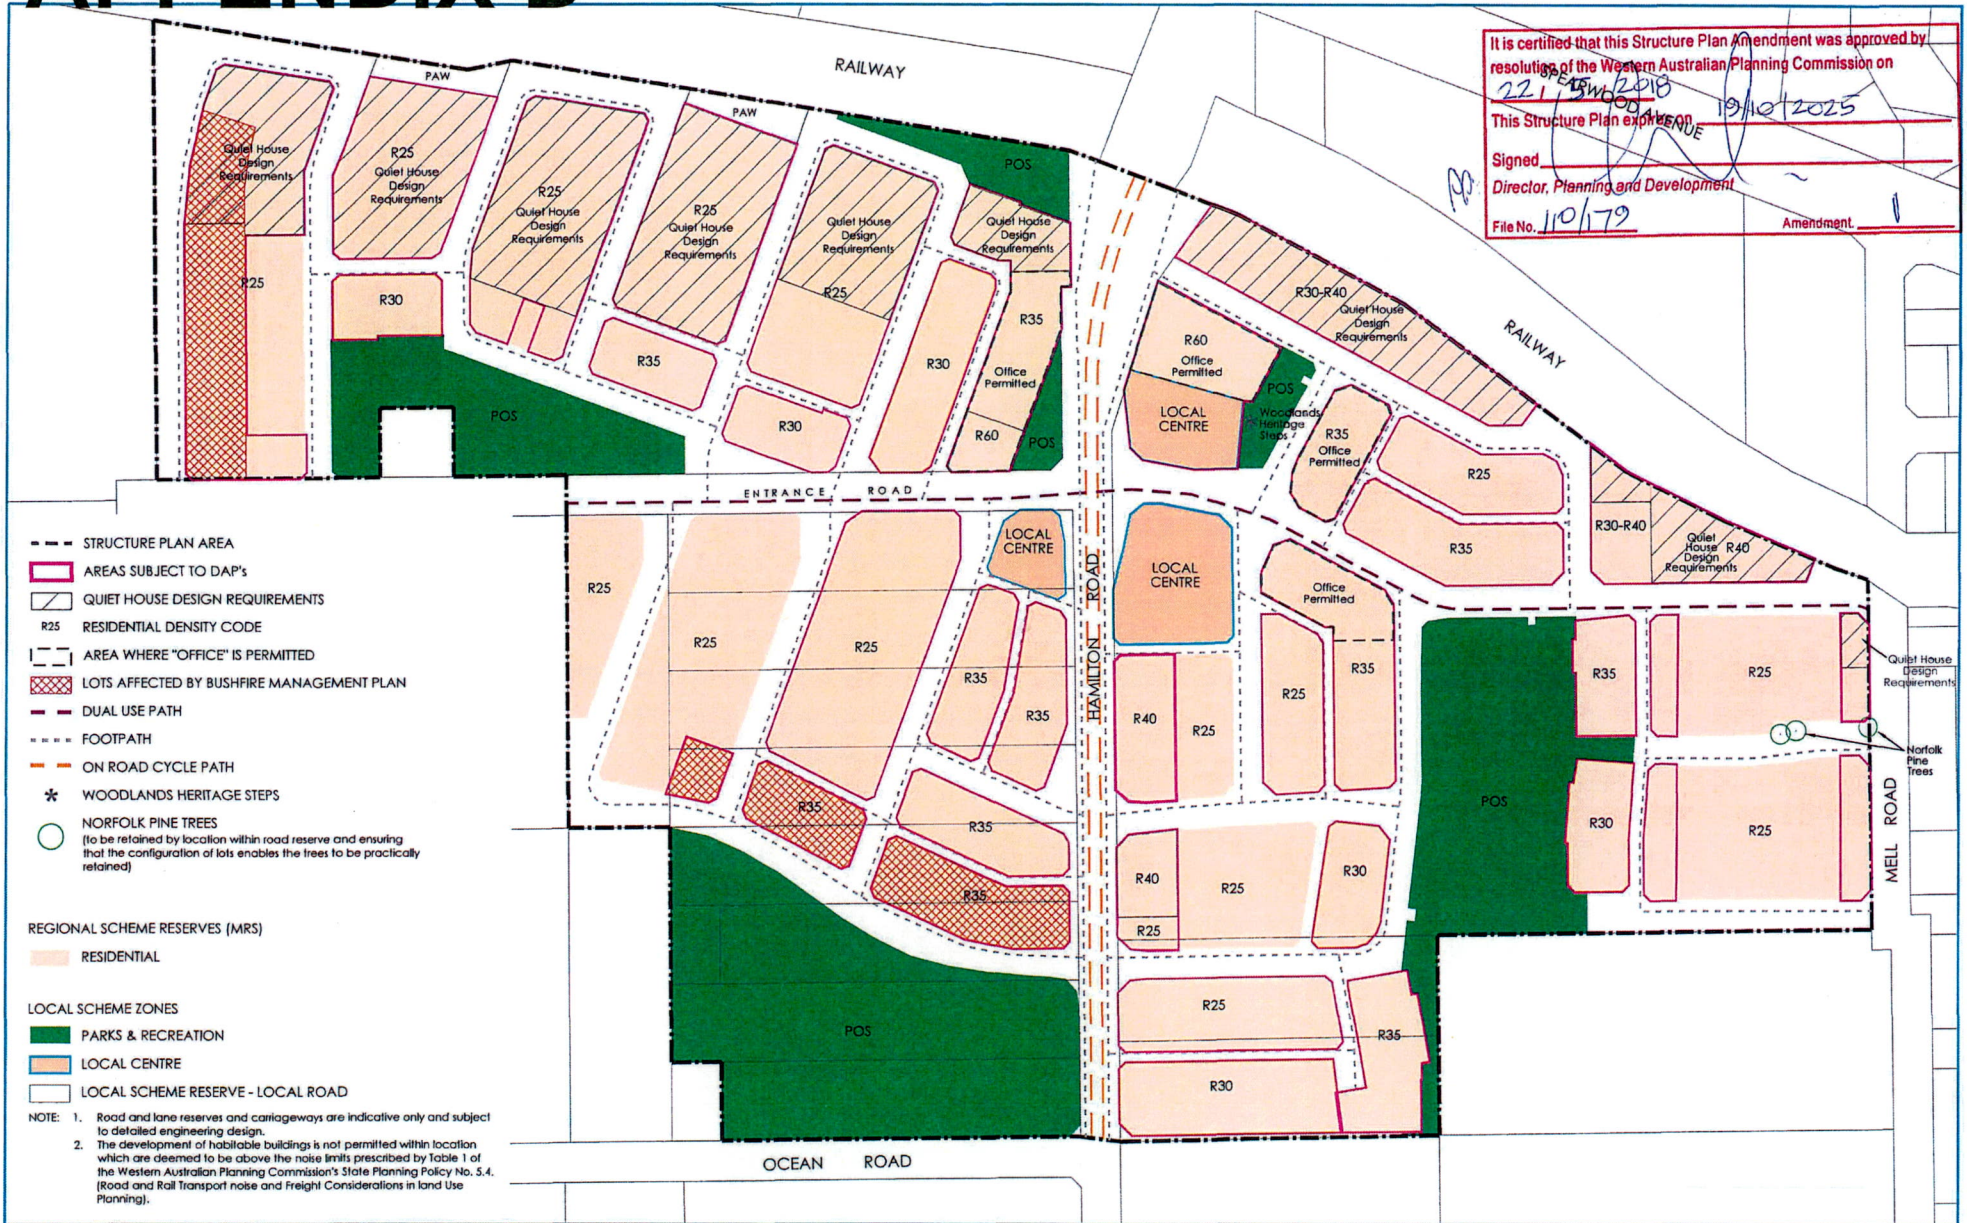 APPENDIX B
It is certified that this Structure Plan Amendment was approved by
resolution of the Western Australian Planning Commission on
22/5/2018
SPEARWOOD AVENUE
This Structure Plan expires on 19/10/2025
Signed
Director, Planning and Development
File No. 110/179
Amendment. 1
RAILWAY
PAW
PAW
POS
Quiet House
Design
Requirements
R25
Quiet House
Design
Requirements
R25
Quiet House
Design
Requirements
R25
Quiet House
Design
Requirements
Quiet House
Design
Requirements
Quiet House
Design
Requirements
R25
R30
R25
R35
R30-R40
Quiet House
Design
Requirements
RAILWAY
R35
R30
Office
Permitted
R60
Office
Permitted
POS
R30
R60
POS
LOCAL
CENTRE
POS
Woodlands
Heritage
Steps
R35
Office
Permitted
R25
R35
R30-R40
Quiet
House
Design
Requirements
R40
ENTRANCE ROAD
LOCAL
CENTRE
LOCAL
CENTRE
HAMILTON ROAD
Office
Permitted
R25
R25
R25
R35
R35
R40
R25
R25
R35
R35
R25
Quiet House
Design
Requirements
Norfolk
Pine
Trees
R35
R35
R35
R40
R25
R25
R30
POS
R30
R25
MELL ROAD
POS
R25
R35
R30
OCEAN ROAD
STRUCTURE PLAN AREA
AREAS SUBJECT TO DAP's
QUIET HOUSE DESIGN REQUIREMENTS
R25 RESIDENTIAL DENSITY CODE
AREA WHERE "OFFICE" IS PERMITTED
LOTS AFFECTED BY BUSHFIRE MANAGEMENT PLAN
DUAL USE PATH
FOOTPATH
ON ROAD CYCLE PATH
* WOODLANDS HERITAGE STEPS
NORFOLK PINE TREES
(to be retained by location within road reserve and ensuring
that the configuration of lots enables the trees to be practically
retained)
REGIONAL SCHEME RESERVES (MRS)
RESIDENTIAL
LOCAL SCHEME ZONES
PARKS & RECREATION
LOCAL CENTRE
LOCAL SCHEME RESERVE - LOCAL ROAD
NOTE: 1. Road and lane reserves and carriageways are indicative only and subject
to detailed engineering design.
2. The development of habitable buildings is not permitted within location
which are deemed to be above the noise limits prescribed by Table 1 of
the Western Australian Planning Commission's State Planning Policy No. 5.4.
(Road and Rail Transport noise and Freight Considerations in land Use
Planning).